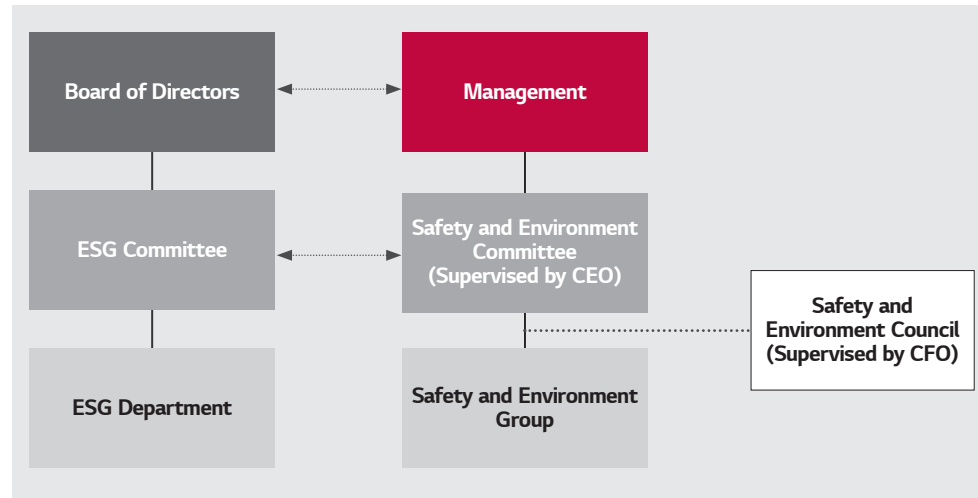 Board of Directors
Management
ESG Committee
Safety and Environment
Committee
(Supervised by CEO)
Safety and
Environment Council
(Supervised by CFO)
ESG Department
Safety and Environment
Group